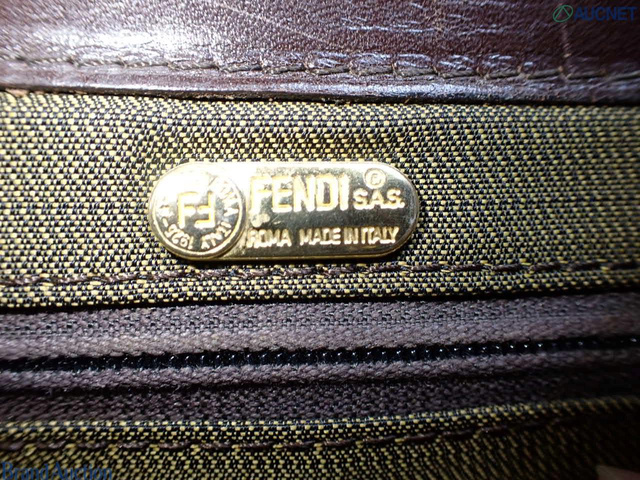 AUCNET
FENDI S.A.S.
FF
ROMA MADE IN ITALY
Brand Auction